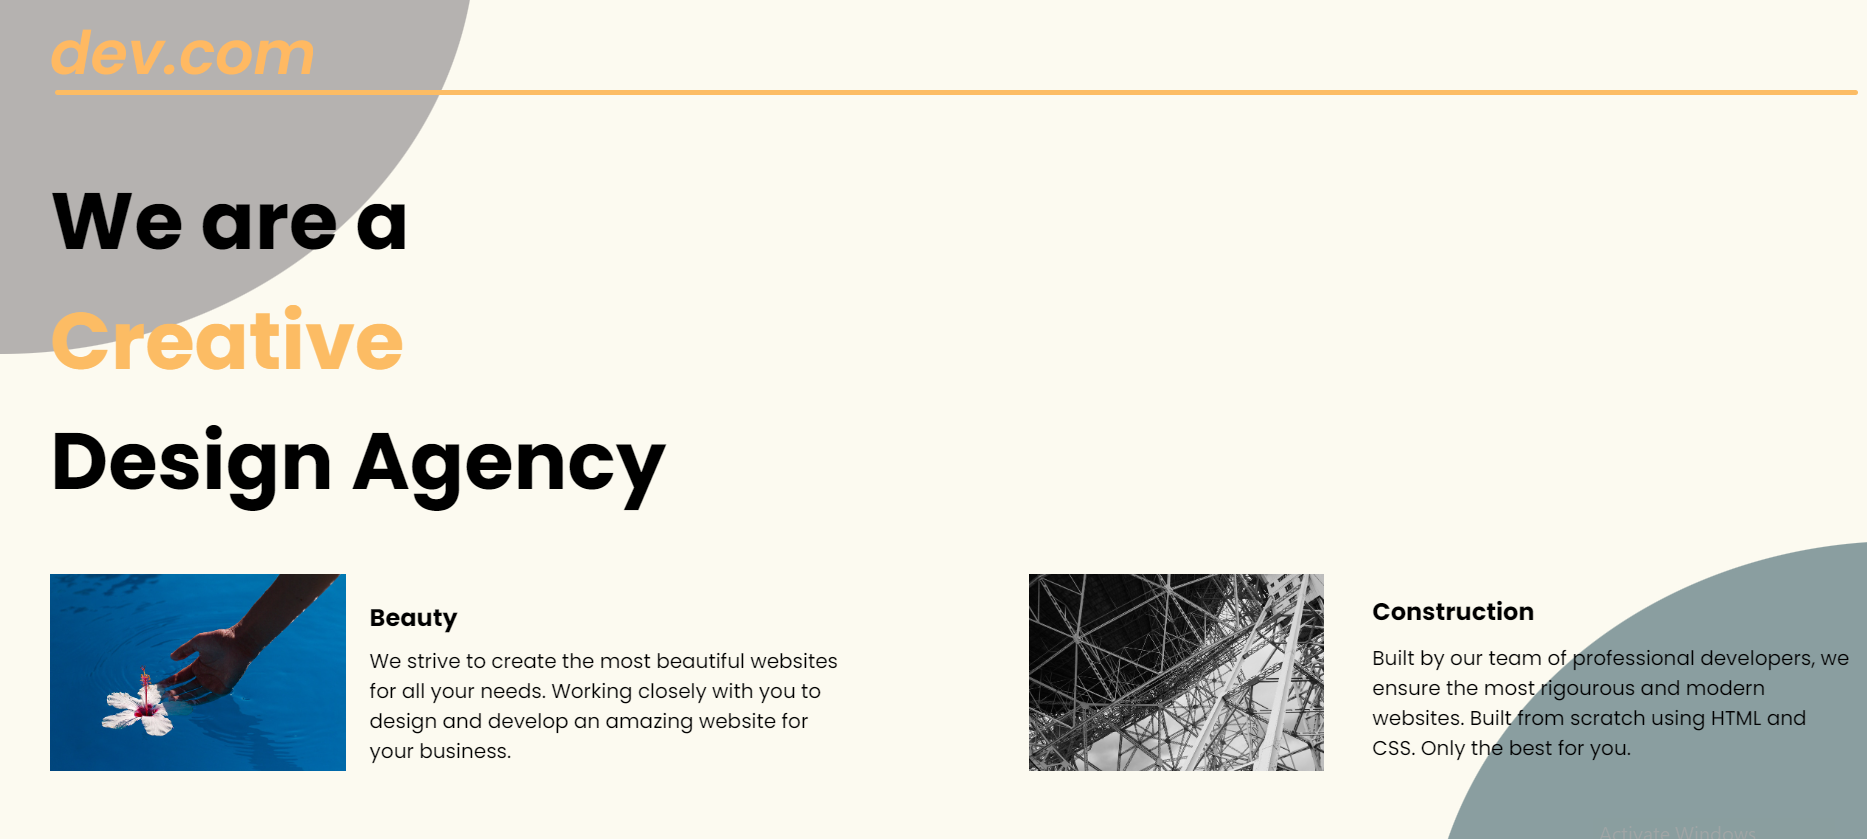 dev.com
We are a
Creative
Design Agency
Beauty
We strive to create the most beautiful websites
for all your needs. Working closely with you to
design and develop an amazing website for
your business.
Construction
Built by our team of professional developers, we
ensure the most rigourous and modern
websites. Built from scratch using HTML and
CSS. Only the best for you.
Activate Windows